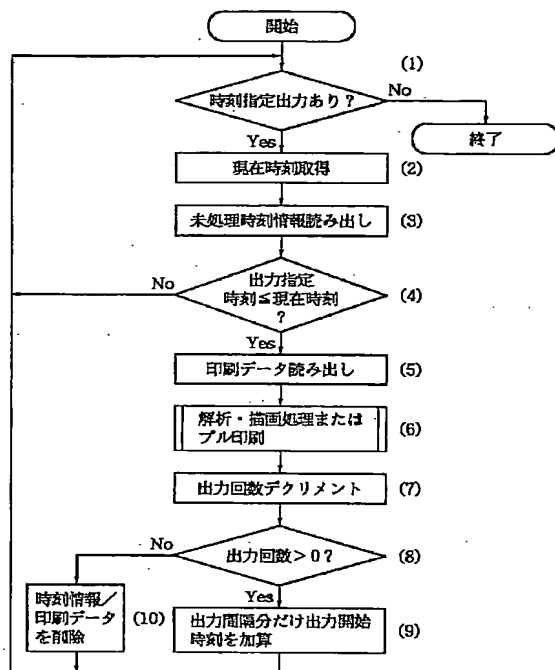 開始
(1)
時刻指定出力あり?
No
Yes
終了
現在時刻取得
(2)
未処理時刻情報読み出し
(3)
出力指定
時刻≦現在時刻
?
(4)
No
Yes
印刷データ読み出し
(5)
解析・描画処理または
プル印刷
(6)
出力回数デクリメント
(7)
No
出力回数>0?
(8)
Yes
時刻情報/
印刷データ
を削除
(10)
出力間隔分だけ出力開始
時刻を加算
(9)